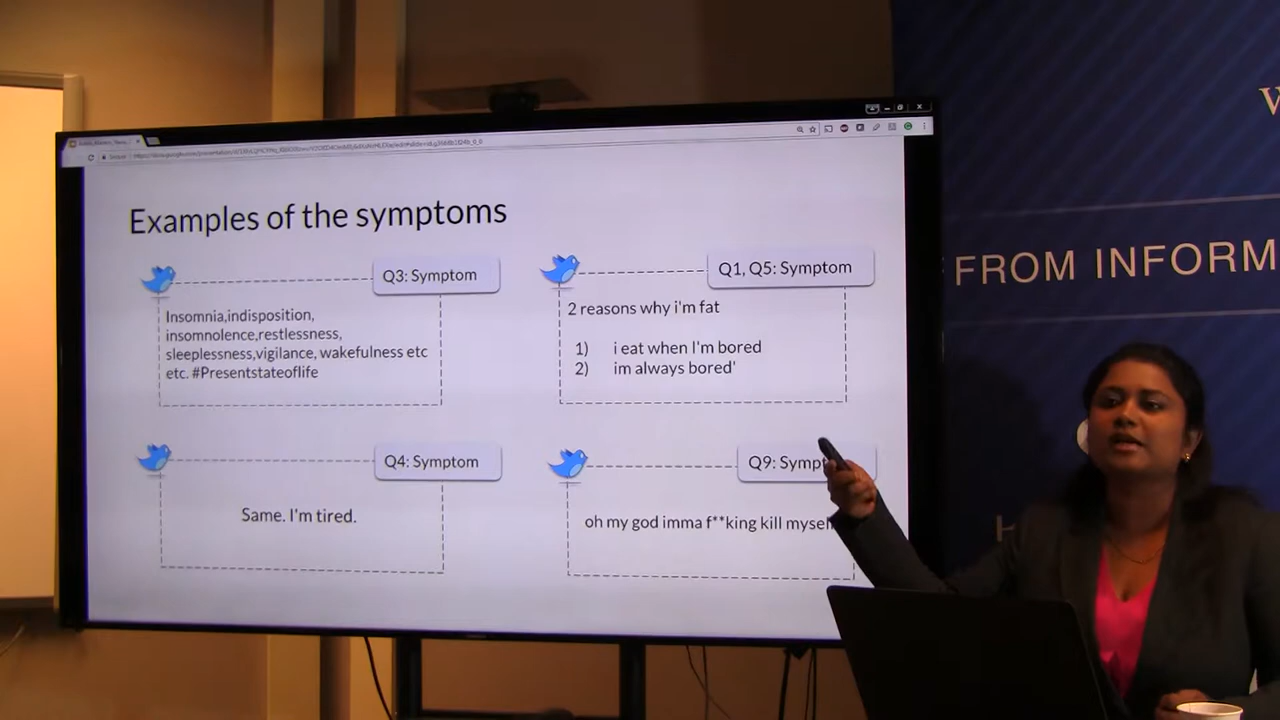 Examples of the symptoms
Q3: Symptom
Insomnia,indisposition,
insomnolence,restlessness,
sleeplessness,vigilance, wakefulness etc
etc. #Presentstateoflife
Q1, Q5: Symptom
2 reasons why i'm fat
1) i eat when I'm bored
2) im always bored'
Q4: Symptom
Same. I'm tired.
Q9: Sympt
oh my god imma f**king kill mysel
W
FROM INFORM
H